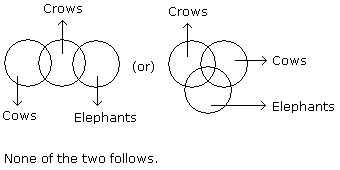 Crows
Crows
(or)
Cows
Cows
Elephants
Elephants
None of the two follows.